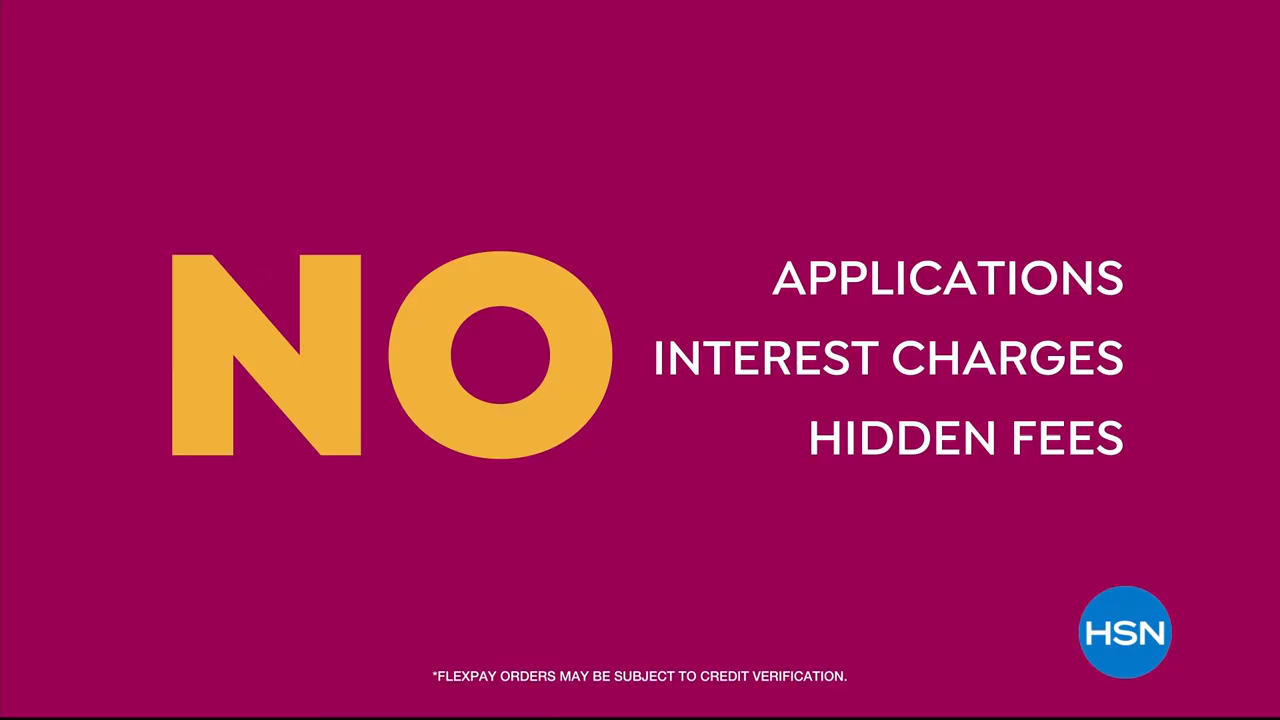 NO
APPLICATIONS
INTEREST CHARGES
HIDDEN FEES
HSN
*FLEXPAY ORDERS MAY BE SUBJECT TO CREDIT VERIFICATION.